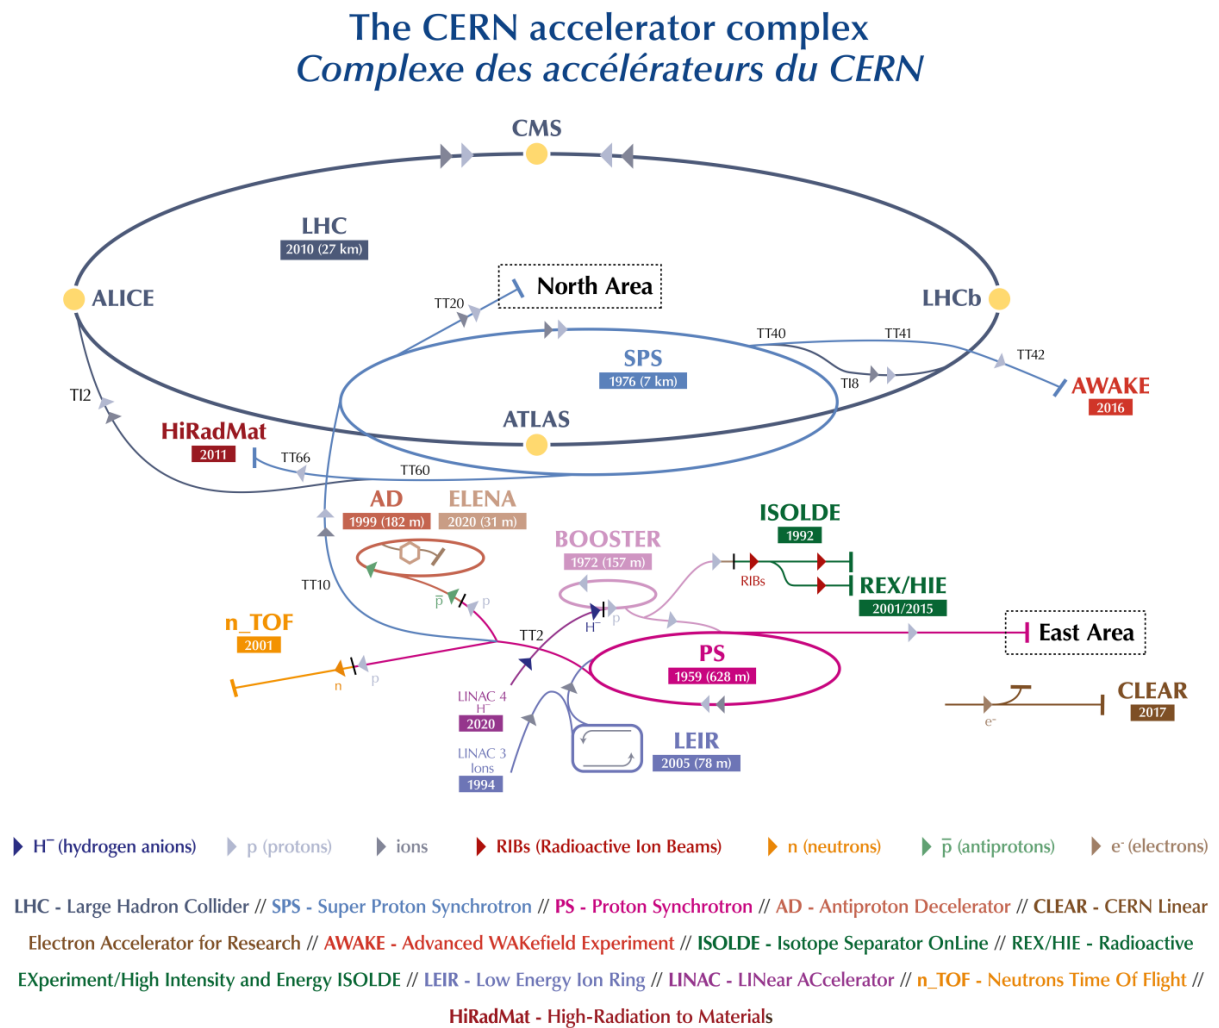 The CERN accelerator complex
Complexe des accélérateurs du CERN
CMS
LHC
2010 (27 km)
North Area
ALICE
LHCb
TT20
TT40
TT41
SPS
TT42
1976 (7 km)
TI8
AWAKE
TI2
2016
ATLAS
HiRadMat
2011
TT66
TT60
AD
ELENA
1999 (182 m)
2020 (31 m)
ISOLDE
1992
BOOSTER
1972 (157 m)
TT10
RIBs
REX/HIE
2001/2015
p̅
p
H⁻
p
n_TOF
2001
TT2
East Area
PS
1959 (628 m)
n
p
LINAC 4
H⁻
2020
CLEAR
2017
e-
LEIR
2005 (78 m)
LINAC 3
Ions
1994
H⁻ (hydrogen anions)
p (protons)
ions
RIBs (Radioactive Ion Beams)
n (neutrons)
p̅ (antiprotons)
e- (electrons)
LHC - Large Hadron Collider // SPS - Super Proton Synchrotron // PS - Proton Synchrotron // AD - Antiproton Decelerator // CLEAR - CERN Linear
Electron Accelerator for Research // AWAKE - Advanced WAKefield Experiment // ISOLDE - Isotope Separator OnLine // REX/HIE - Radioactive
EXperiment/High Intensity and Energy ISOLDE // LEIR - Low Energy Ion Ring // LINAC - LINear ACcelerator // n_TOF - Neutrons Time Of Flight //
HiRadMat - High-Radiation to Materials